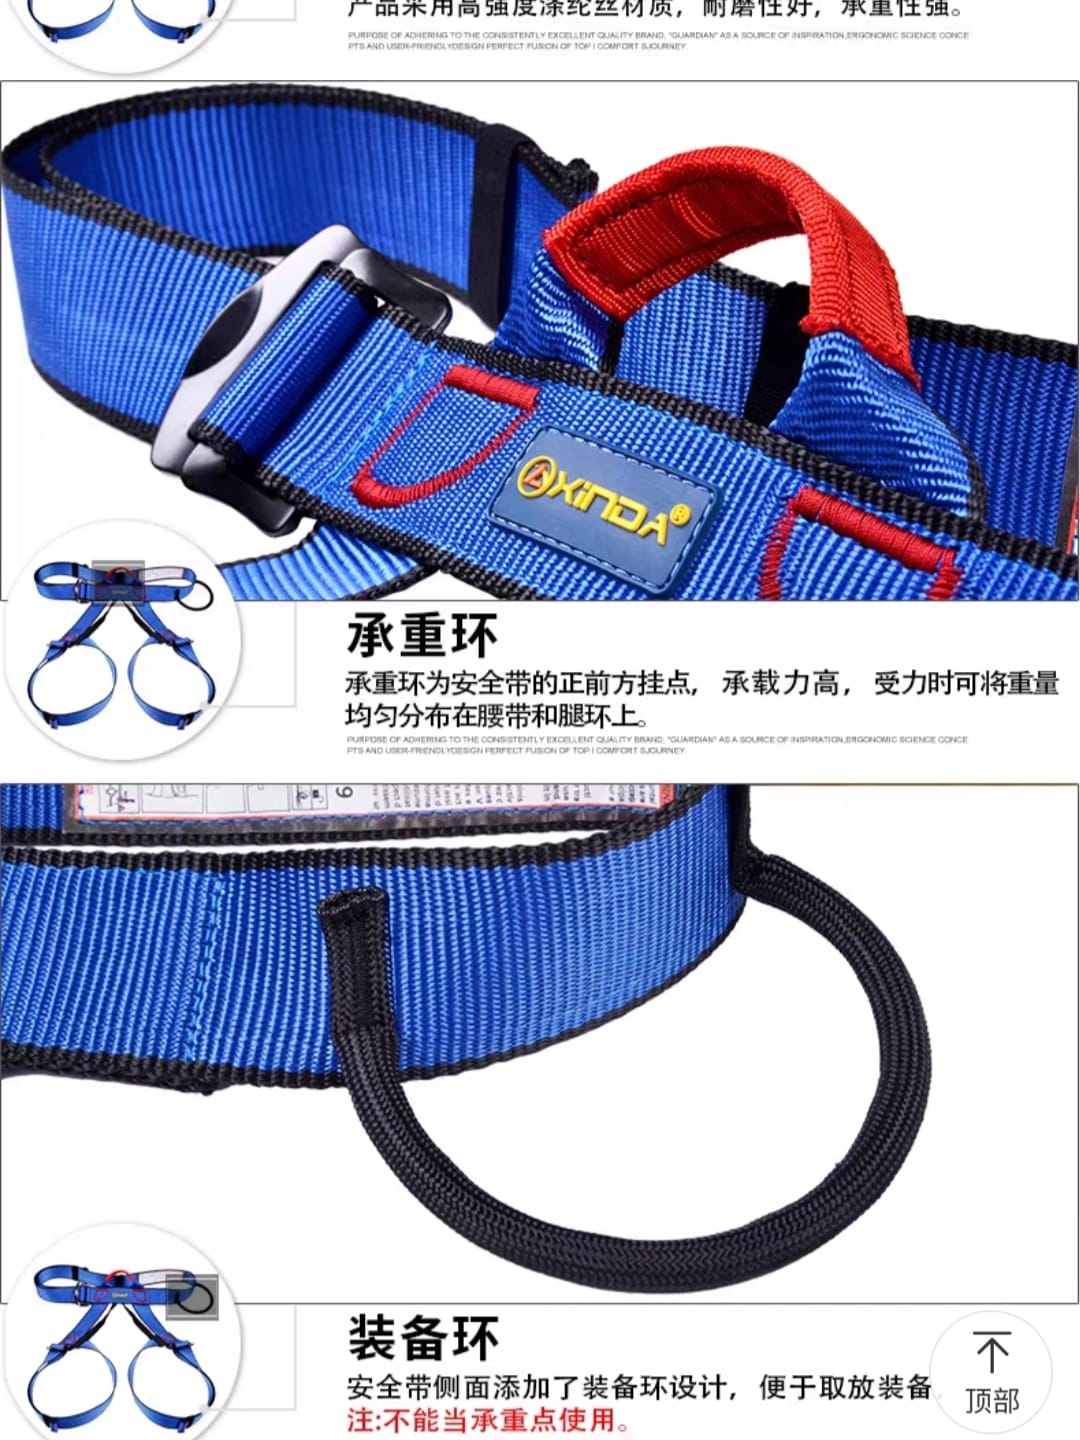 产品采用高强度涤纶丝材质，耐磨性好，承重性强。
PURPOSE OF ADHERING TO THE CONSISTENTLY EXCELLENT QUALITY BRAND, "GUARDIAN" AS A SOURCE OF INSPIRATION,ERGONOMIC SCIENCE CONCE
PTS AND USER-FRIENDLYDESIGN PERFECT FUSION OF TOP I COMFORT SJOURNEY
XINDA®
承重环
承重环为安全带的正前方挂点， 承载力高， 受力时可将重量
均匀分布在腰带和腿环上。
PURPOSE OF ADHERING TO THE CONSISTENTLY EXCELLENT QUALITY BRAND, "GUARDIAN" AS A SOURCE OF INSPIRATION,ERGONOMIC SCIENCE CONCE
PTS AND USER-FRIENDLYDESIGN PERFECT FUSION OF TOP I COMFORT SJOURNEY
装备环
安全带侧面添加了装备环设计，便于取放装备
注:不能当承重点使用。
顶部